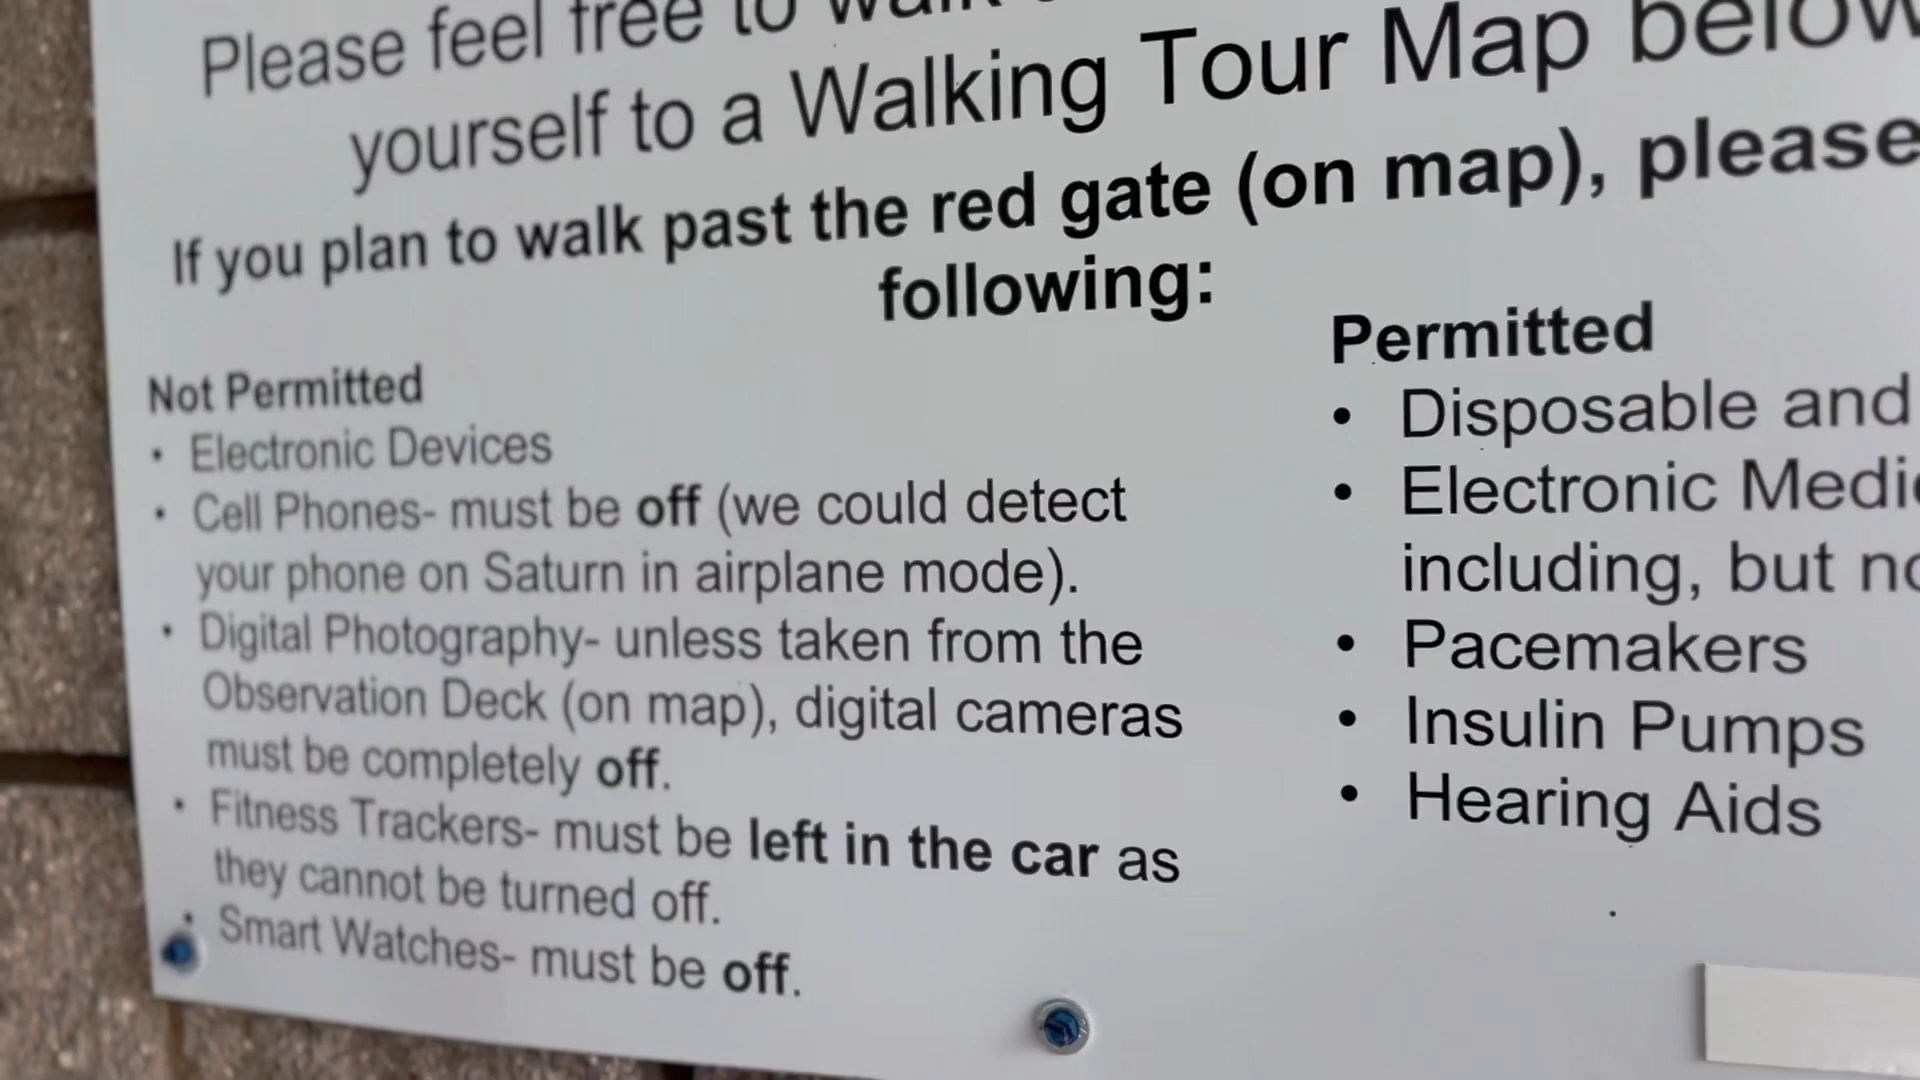 Please feel free to walk
yourself to a Walking Tour Map below
If you plan to walk past the red gate (on map), please
following:
Not Permitted
• Electronic Devices
• Cell Phones- must be off (we could detect
your phone on Saturn in airplane mode).
• Digital Photography- unless taken from the
Observation Deck (on map), digital cameras
must be completely off.
• Fitness Trackers- must be left in the car as
they cannot be turned off.
• Smart Watches- must be off.
Permitted
• Disposable and
• Electronic
including, but
• Pacemakers
• Insulin Pumps
• Hearing Aids